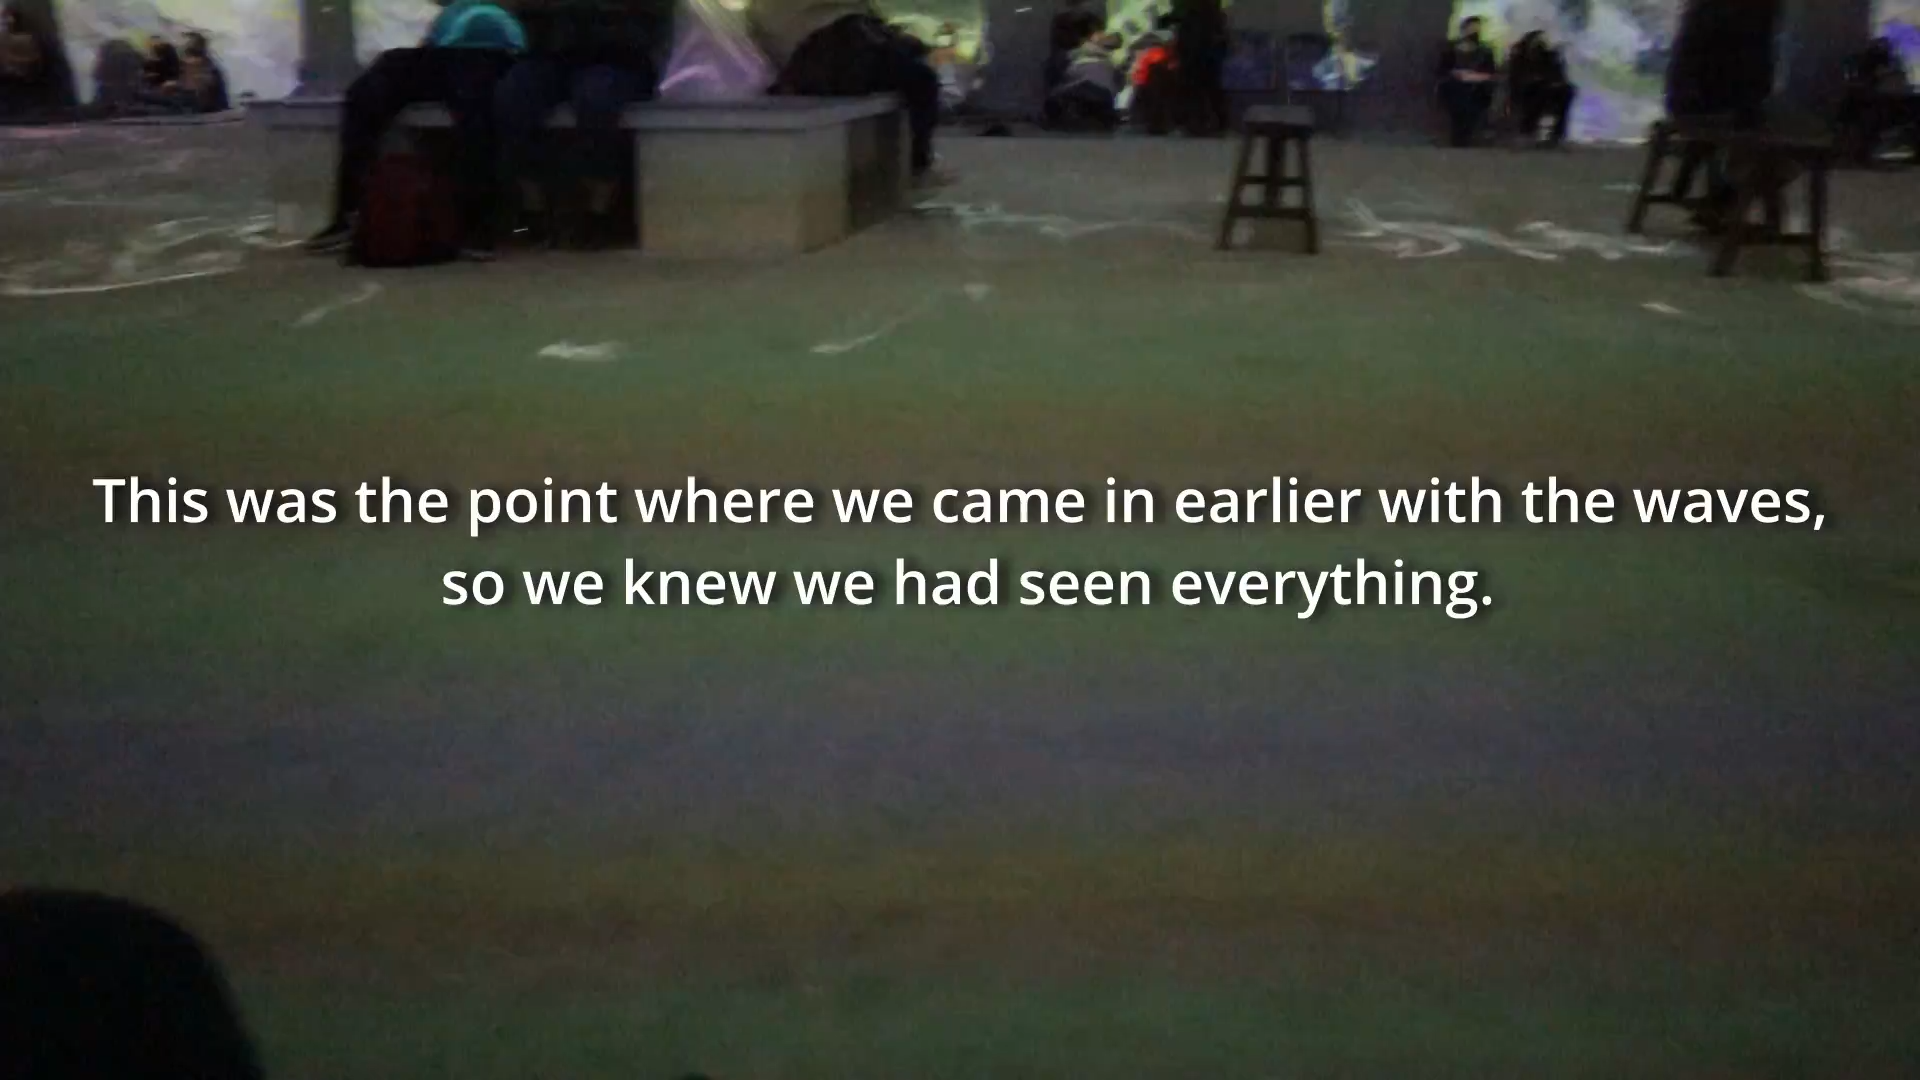 This was the point where we came in earlier with the waves,
so we knew we had seen everything.